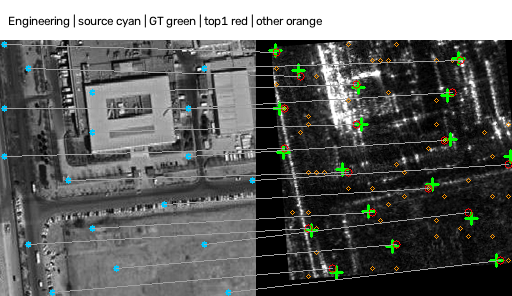 Engineering | source cyan | GT green | top1 red | other orange